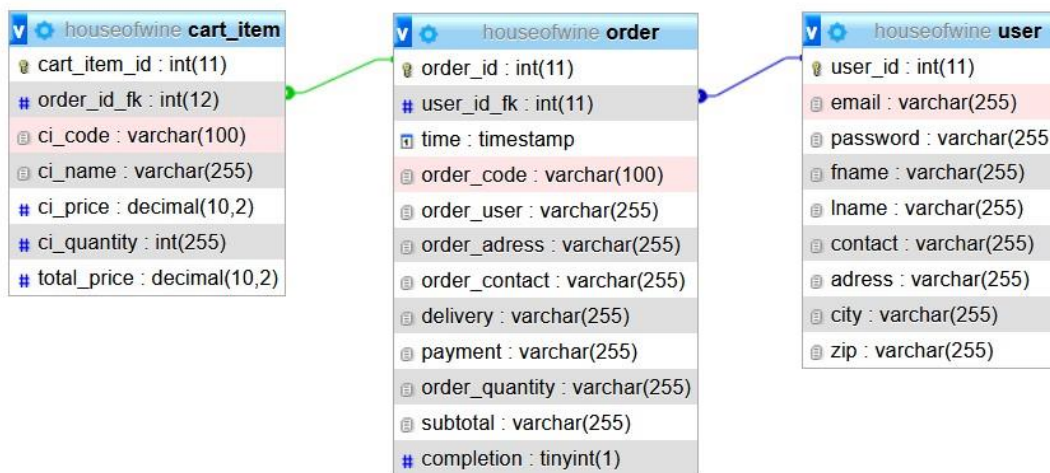 v houseofwine cart_item
cart_item_id : int(11)
# order_id_fk : int(12)
ci_code : varchar(100)
ci_name : varchar(255)
# ci_price : decimal(10,2)
# ci_quantity : int(255)
# total_price : decimal(10,2)
v houseofwine order
order_id : int(11)
# user_id_fk : int(11)
time : timestamp
order_code : varchar(100)
order_user : varchar(255)
order_adress : varchar(255)
order_contact : varchar(255)
delivery : varchar(255)
payment : varchar(255)
order_quantity : varchar(255)
subtotal : varchar(255)
# completion : tinyint(1)
v houseofwine user
user_id : int(11)
email : varchar(255)
password : varchar(255
fname : varchar(255)
lname : varchar(255)
contact : varchar(255)
adress : varchar(255)
city : varchar(255)
zip : varchar(255)